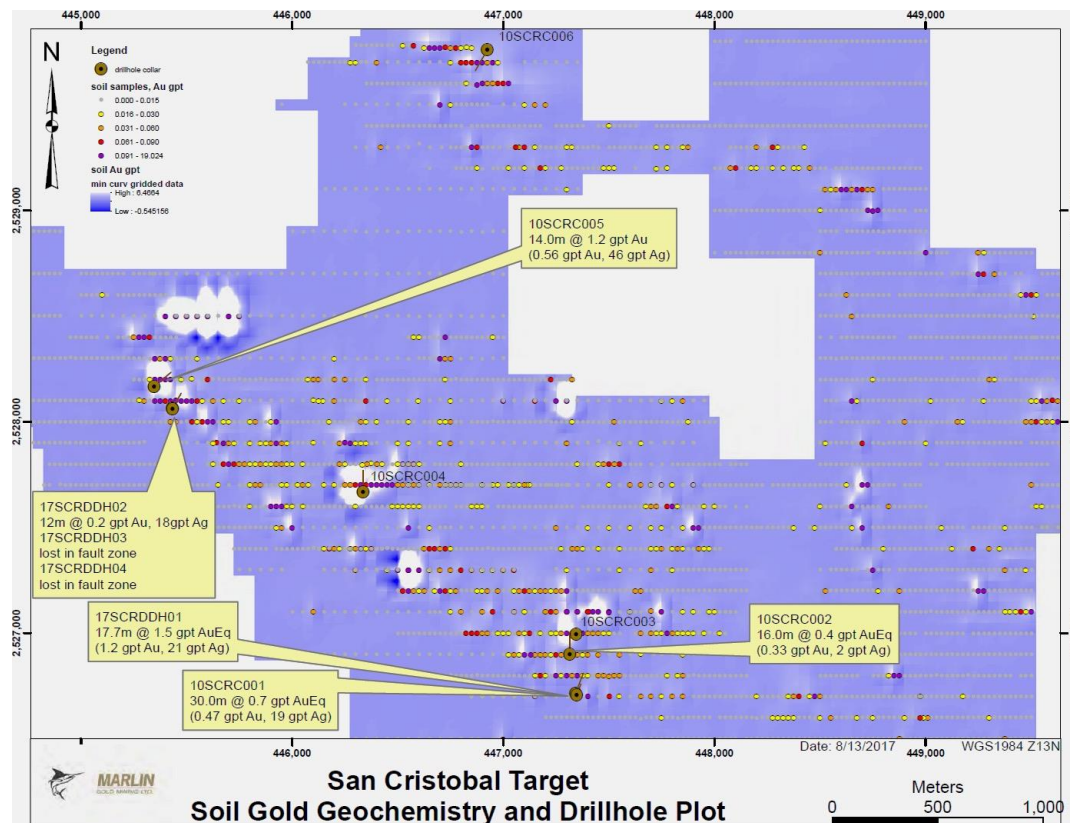 445,000
446,000
447,000
448,000
449,000
N
Legend
drillhole collar
soil samples, Au gpt
0.000 - 0.015
0.016 - 0.030
0.031 - 0.060
0.061 - 0.090
0.091 - 19.024
soil Au gpt
min curv gridded data
High : 6.4664
Low : -0.545156
10SCRC006
2,529,000
10SCRC005
14.0m @ 1.2 gpt Au
(0.56 gpt Au, 46 gpt Ag)
2,528,000
10SCRC004
17SCRDDH02
12m @ 0.2 gpt Au, 18gpt Ag
17SCRDDH03
lost in fault zone
17SCRDDH04
lost in fault zone
2,527,000
17SCRDDH01
17.7m @ 1.5 gpt AuEq
(1.2 gpt Au, 21 gpt Ag)
10SCRC003
10SCRC002
16.0m @ 0.4 gpt AuEq
(0.33 gpt Au, 2 gpt Ag)
10SCRC001
30.0m @ 0.7 gpt AuEq
(0.47 gpt Au, 19 gpt Ag)
446,000
447,000
448,000
449,000
Date: 8/13/2017
WGS1984 Z13N
MARLIN
GOLD MINING LTD.
San Cristobal Target
Soil Gold Geochemistry and Drillhole Plot
Meters
0
500
1,000